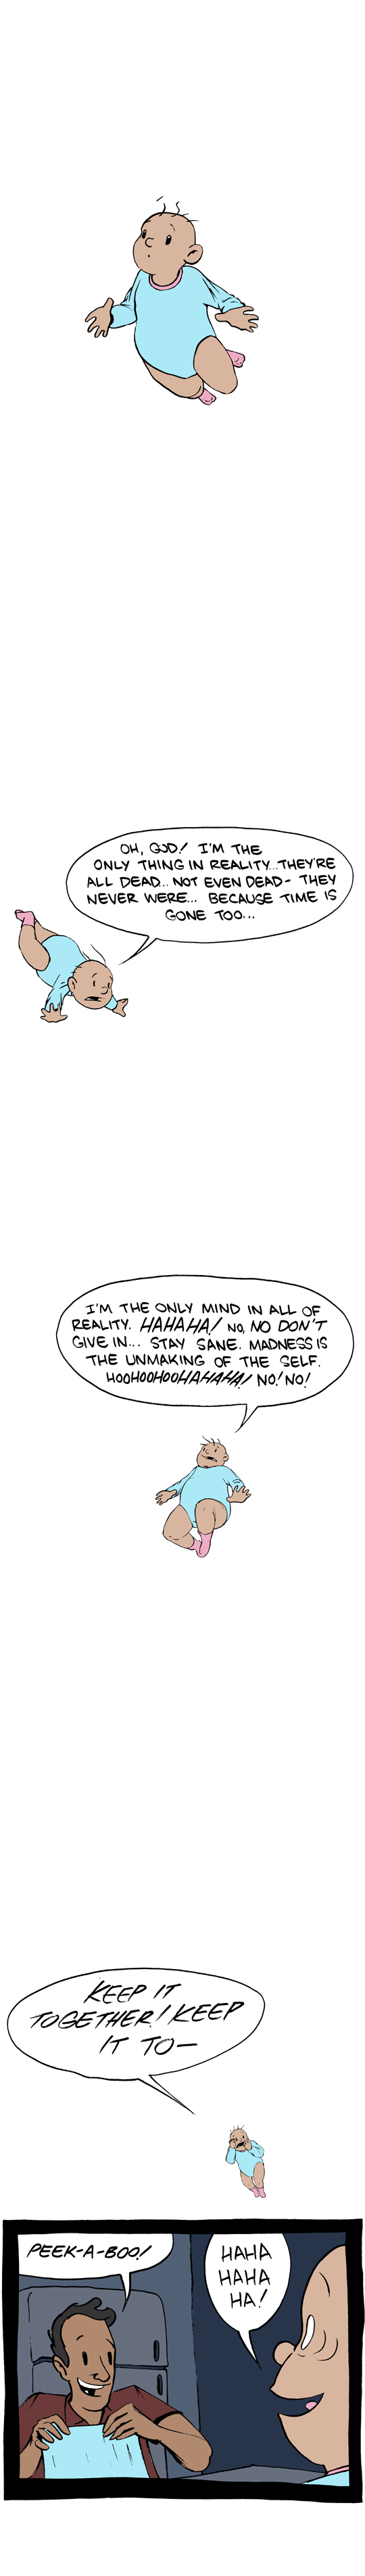 OH, GOD! I'M THE
ONLY THING IN REALITY...THEY'RE
ALL DEAD... NOT EVEN DEAD- THEY
NEVER WERE... BECAUSE TIME IS
GONE TOO...
I'M THE ONLY MIND IN ALL OF
REALITY. HAHAHA! NO, NO DON'T
GIVE IN... STAY SANE. MADNESS IS
THE UNMAKING OF THE SELF.
HOOHOOHOOHAHAHA! NO! NO!
KEEP IT
TOGETHER! KEEP
IT TO-
PEEK-A-BOO!
HAHA
HAHA
HA!